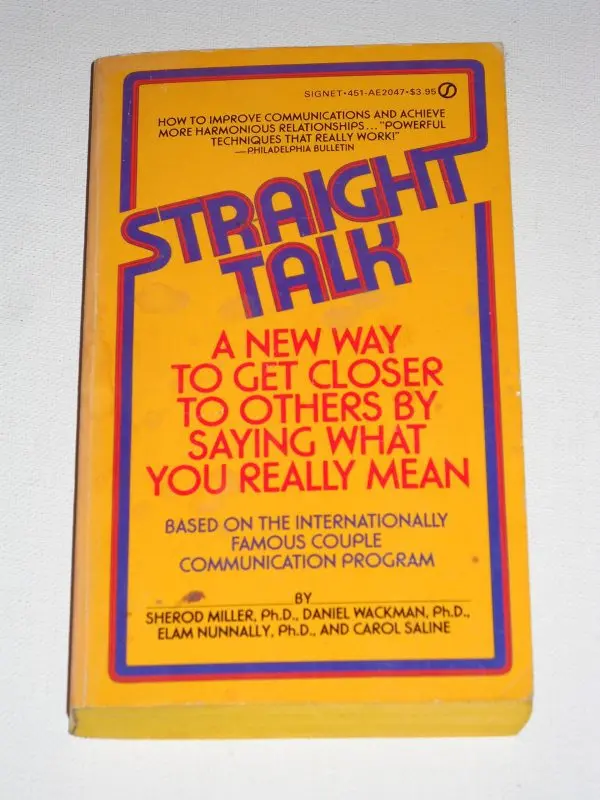 SIGNET•451-AE2047•$3.95
HOW TO IMPROVE COMMUNICATIONS AND ACHIEVE
MORE HARMONIOUS RELATIONSHIPS..."POWERFUL
TECHNIQUES THAT REALLY WORK!"
—PHILADELPHIA BULLETIN
STRAIGHT
TALK
A NEW WAY
TO GET CLOSER
TO OTHERS BY
SAYING WHAT
YOU REALLY MEAN
BASED ON THE INTERNATIONALLY
FAMOUS COUPLE
COMMUNICATION PROGRAM
BY
SHEROD MILLER, Ph.D., DANIEL WACKMAN, Ph.D.,
ELAM NUNNALLY, Ph.D., AND CAROL SALINE